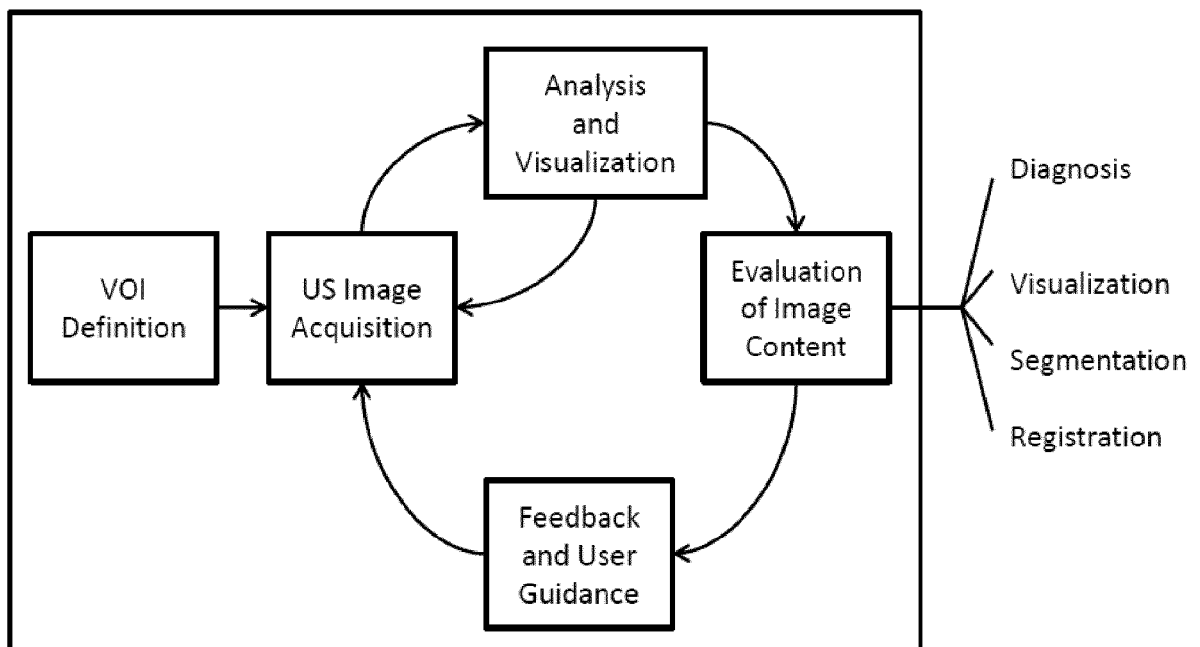 Analysis
and
Visualization
VOI
Definition
US Image
Acquisition
Evaluation
of Image
Content
Feedback
and User
Guidance
Diagnosis
Visualization
Segmentation
Registration